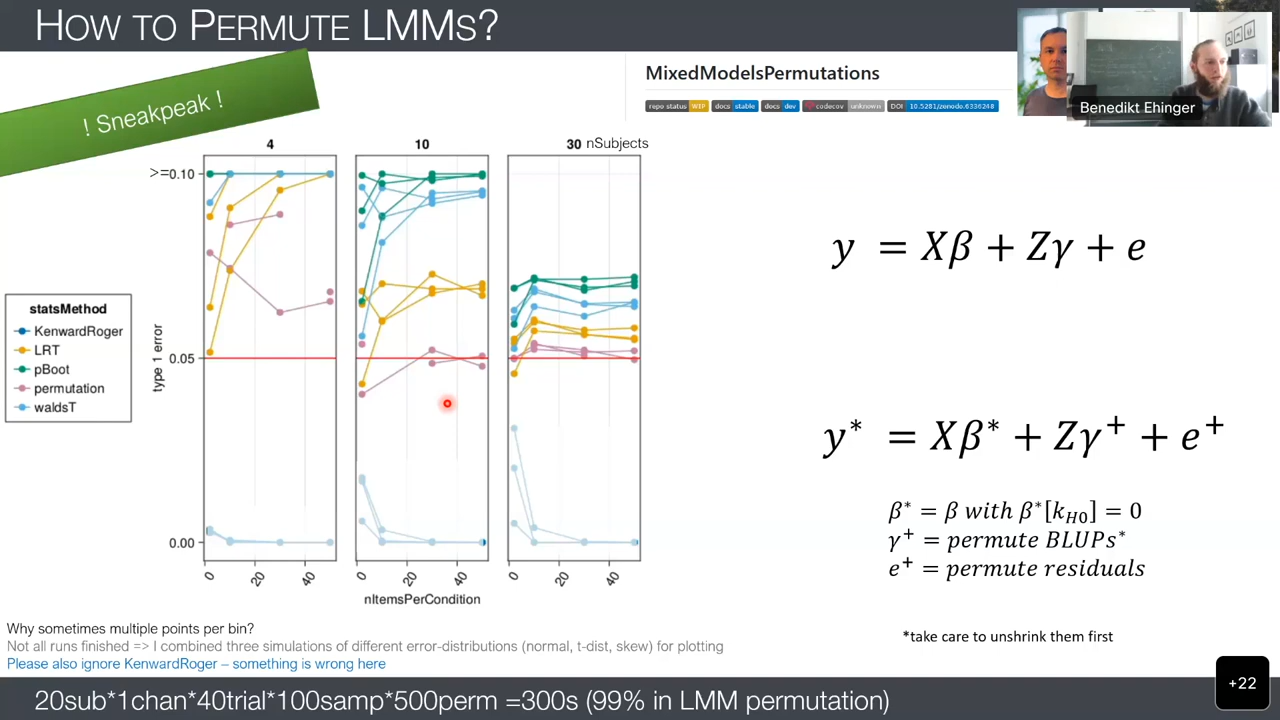 HOW TO PERMUTE LMMS?
! Sneakpeak !
MixedModelsPermutations
repo status WIP docs stable docs dev codecov unknown DOI 10.5281/zenodo.6336248
Benedikt Ehinger
4 10 30 nSubjects
>=0.10
0.05
0.00
type 1 error
statsMethod
KenwardRoger
LRT
pBoot
permutation
waldsT
0 20 40 0 20 40 0 20 40
nItemsPerCondition
y = Xβ + Zγ + e
y* = Xβ* + Zγ⁺ + e⁺
β* = β with β*[k_H0] = 0
γ⁺ = permute BLUPs*
e⁺ = permute residuals
*take care to unshrink them first
Why sometimes multiple points per bin?
Not all runs finished => I combined three simulations of different error-distributions (normal, t-dist, skew) for plotting
Please also ignore KenwardRoger – something is wrong here
20sub*1chan*40trial*100samp*500perm =300s (99% in LMM permutation)
+22